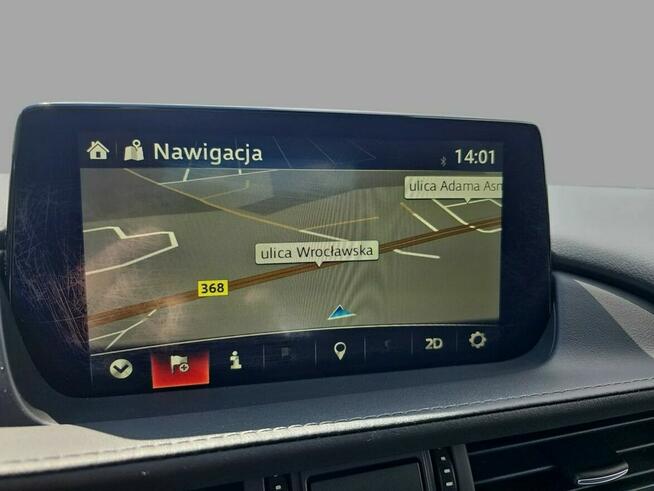 Nawigacja
14:01
ulica Adama Asn
ulica Wrocławska
368
2D